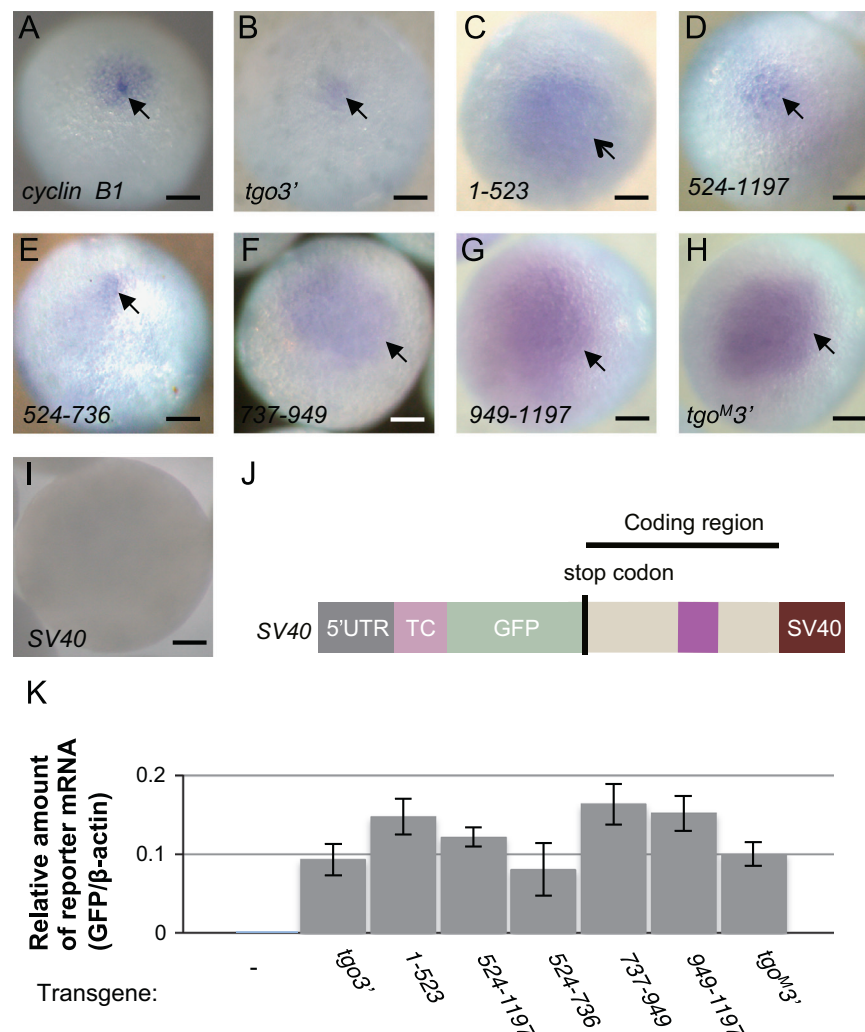 A
cyclin B1
B
tgo3'
C
1-523
D
524-1197
E
524-736
F
737-949
G
949-1197
H
tgoM3'
I
SV40
J
Coding region
stop codon
SV40 5'UTR TC GFP SV40
K
Relative amount
of reporter mRNA
(GFP/β-actin)
0.2
0.1
0
Transgene: - tgo3' 1-523 524-1197 524-736 737-949 949-1197 tgoM3'